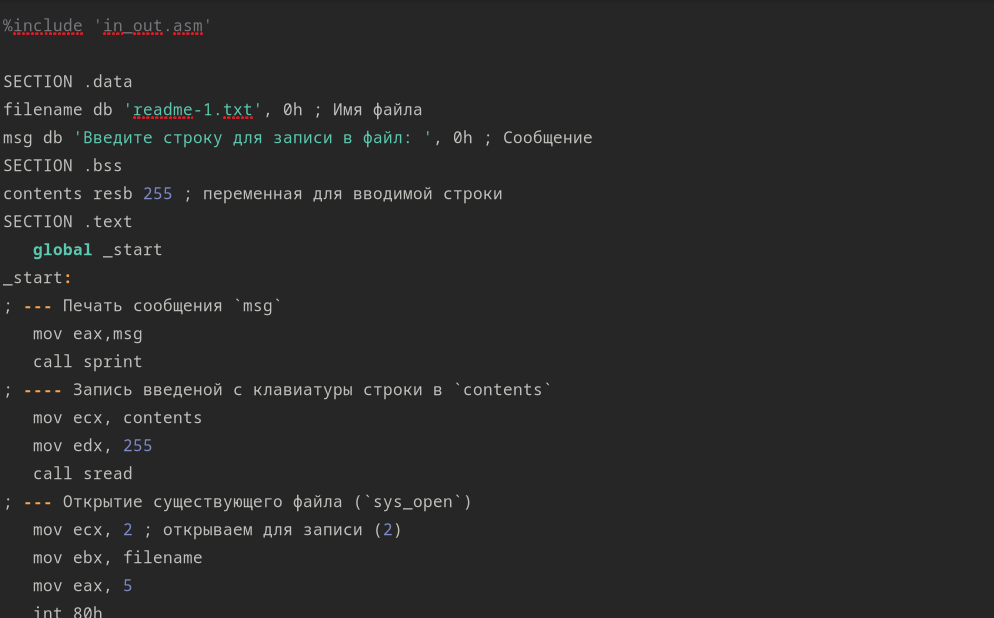 %include 'in_out.asm'
SECTION .data
filename db 'readme-1.txt', 0h ; Имя файла
msg db 'Введите строку для записи в файл: ', 0h ; Сообщение
SECTION .bss
contents resb 255 ; переменная для вводимой строки
SECTION .text
global _start
_start:
; --- Печать сообщения `msg`
mov eax,msg
call sprint
; ---- Запись введеной с клавиатуры строки в `contents`
mov ecx, contents
mov edx, 255
call sread
; --- Открытие существующего файла (`sys_open`)
mov ecx, 2 ; открываем для записи (2)
mov ebx, filename
mov eax, 5
int 80h